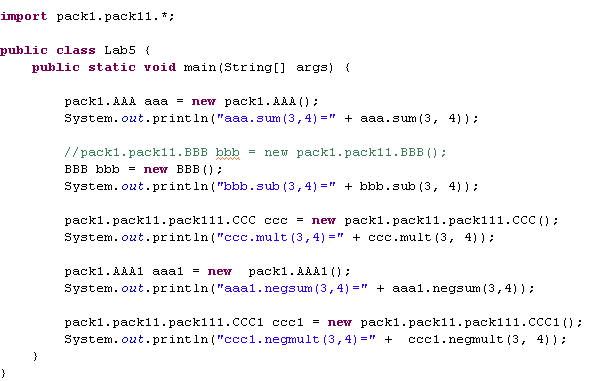 import pack1.pack11.*;
public class Lab5 {
public static void main(String[] args) {
pack1.AAA aaa = new pack1.AAA();
System.out.println("aaa.sum(3,4)=" + aaa.sum(3, 4));
//pack1.pack11.BBB bbb = new pack1.pack11.BBB();
BBB bbb = new BBB();
System.out.println("bbb.sub(3,4)=" + bbb.sub(3, 4));
pack1.pack11.pack111.CCC ccc = new pack1.pack11.pack111.CCC();
System.out.println("ccc.mult(3,4)=" + ccc.mult(3, 4));
pack1.AAA1 aaa1 = new  pack1.AAA1();
System.out.println("aaa1.negsum(3,4)=" + aaa1.negsum(3,4));
pack1.pack11.pack111.CCC1 ccc1 = new pack1.pack11.pack111.CCC1();
System.out.println("ccc1.negmult(3,4)=" +  ccc1.negmult(3, 4));
}
}